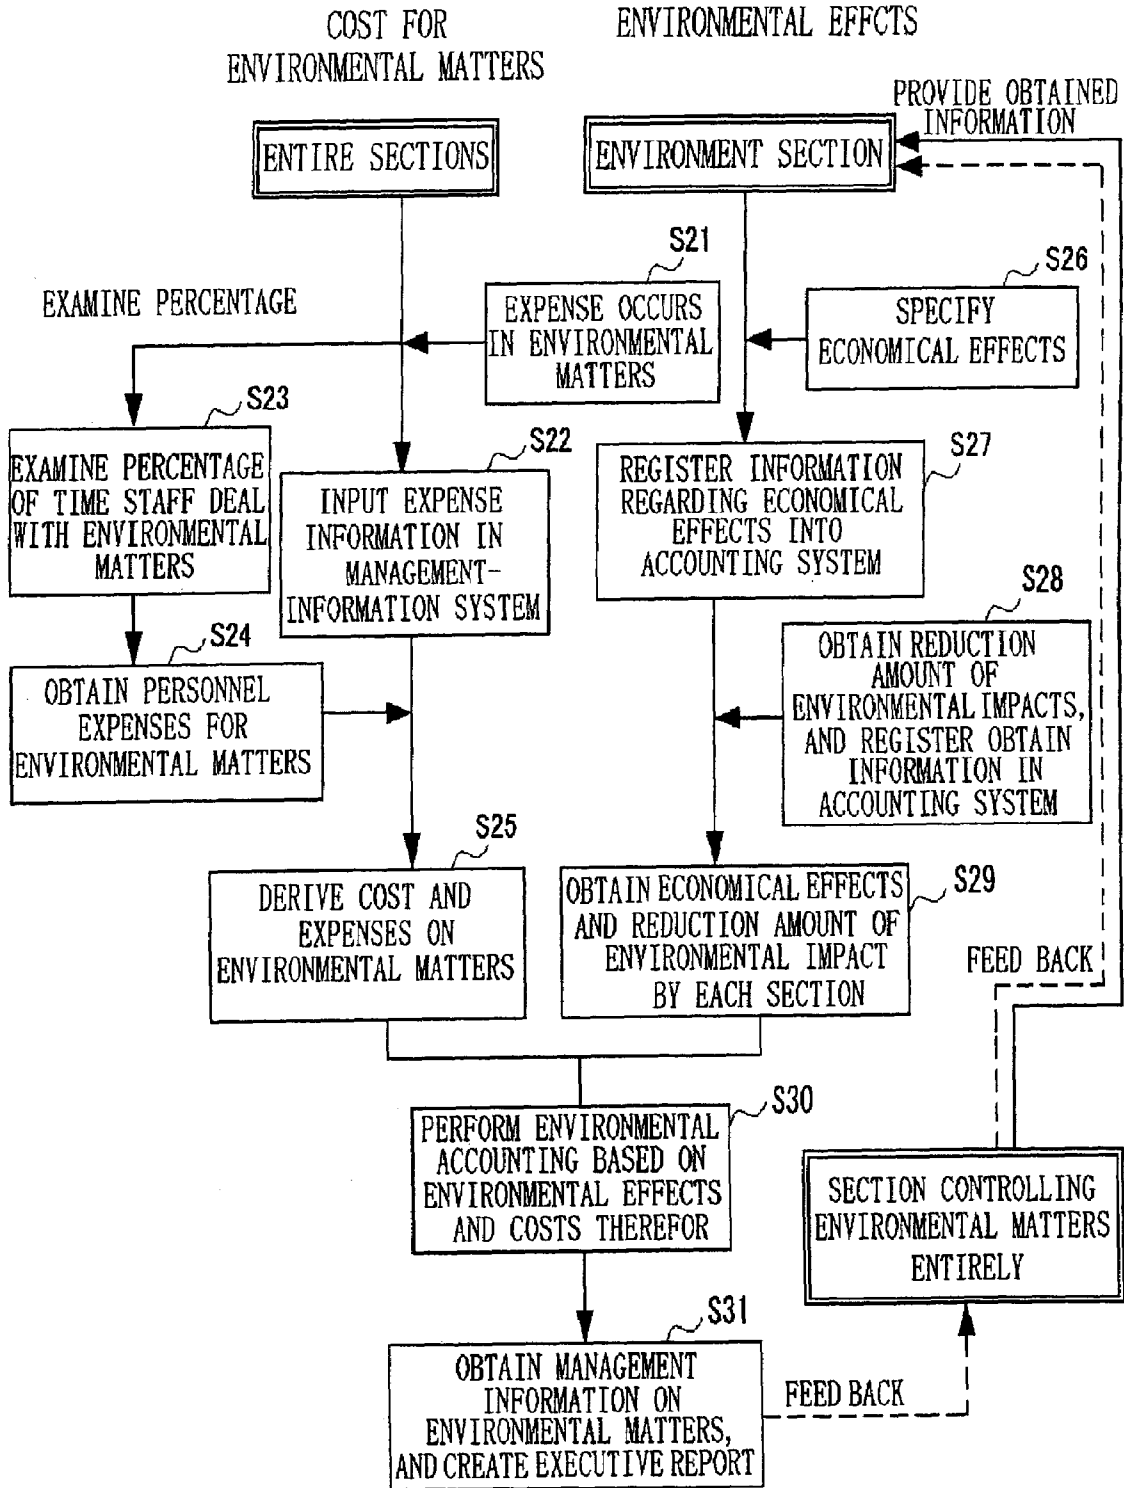 COST FOR
ENVIRONMENTAL MATTERS
ENVIRONMENTAL EFFCTS
PROVIDE OBTAINED
INFORMATION
ENTIRE SECTIONS
ENVIRONMENT SECTION
S21
EXPENSE OCCURS
IN ENVIRONMENTAL
MATTERS
S26
SPECIFY
ECONOMICAL EFFECTS
EXAMINE PERCENTAGE
S23
EXAMINE PERCENTAGE
OF TIME STAFF DEAL
WITH ENVIRONMENTAL
MATTERS
S22
INPUT EXPENSE
INFORMATION IN
MANAGEMENT-
INFORMATION SYSTEM
S27
REGISTER INFORMATION
REGARDING ECONOMICAL
EFFECTS INTO
ACCOUNTING SYSTEM
S28
OBTAIN REDUCTION
AMOUNT OF
ENVIRONMENTAL IMPACTS,
AND REGISTER OBTAIN
INFORMATION IN
ACCOUNTING SYSTEM
S24
OBTAIN PERSONNEL
EXPENSES FOR
ENVIRONMENTAL MATTERS
S25
DERIVE COST AND
EXPENSES ON
ENVIRONMENTAL MATTERS
S29
OBTAIN ECONOMICAL EFFECTS
AND REDUCTION AMOUNT OF
ENVIRONMENTAL IMPACT
BY EACH SECTION
FEED BACK
S30
PERFORM ENVIRONMENTAL
ACCOUNTING BASED ON
ENVIRONMENTAL EFFECTS
AND COSTS THEREFOR
SECTION CONTROLLING
ENVIRONMENTAL MATTERS
ENTIRELY
S31
OBTAIN MANAGEMENT
INFORMATION ON
ENVIRONMENTAL MATTERS,
AND CREATE EXECUTIVE REPORT
FEED BACK